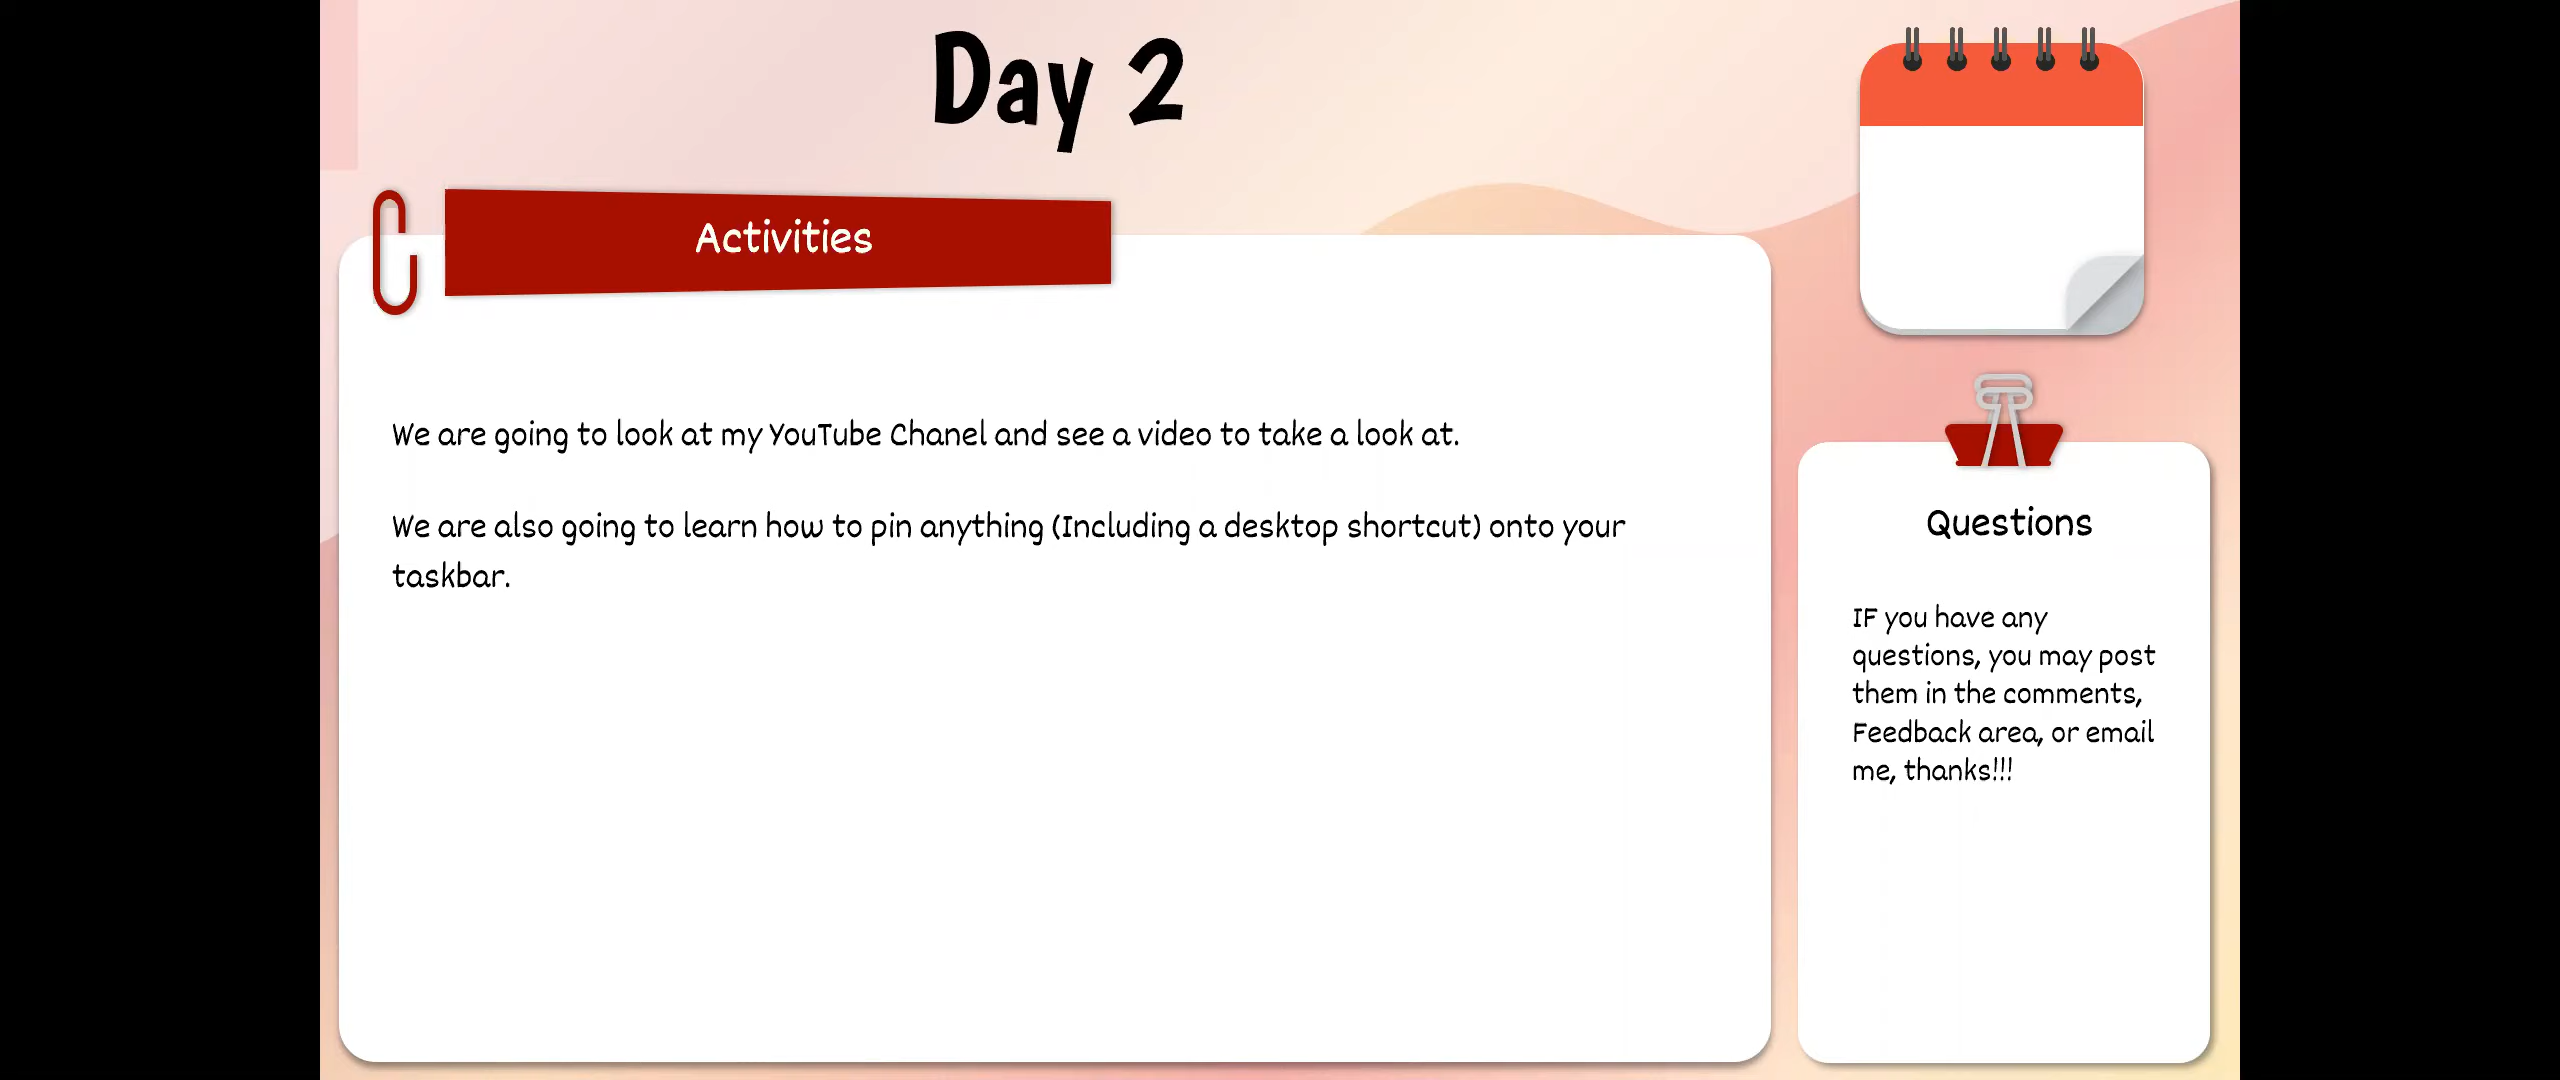 Day 2
Activities
We are going to look at my YouTube Chanel and see a video to take a look at.
We are also going to learn how to pin anything (Including a desktop shortcut) onto your
taskbar.
Questions
IF you have any
questions, you may post
them in the comments,
Feedback area, or email
me, thanks!!!